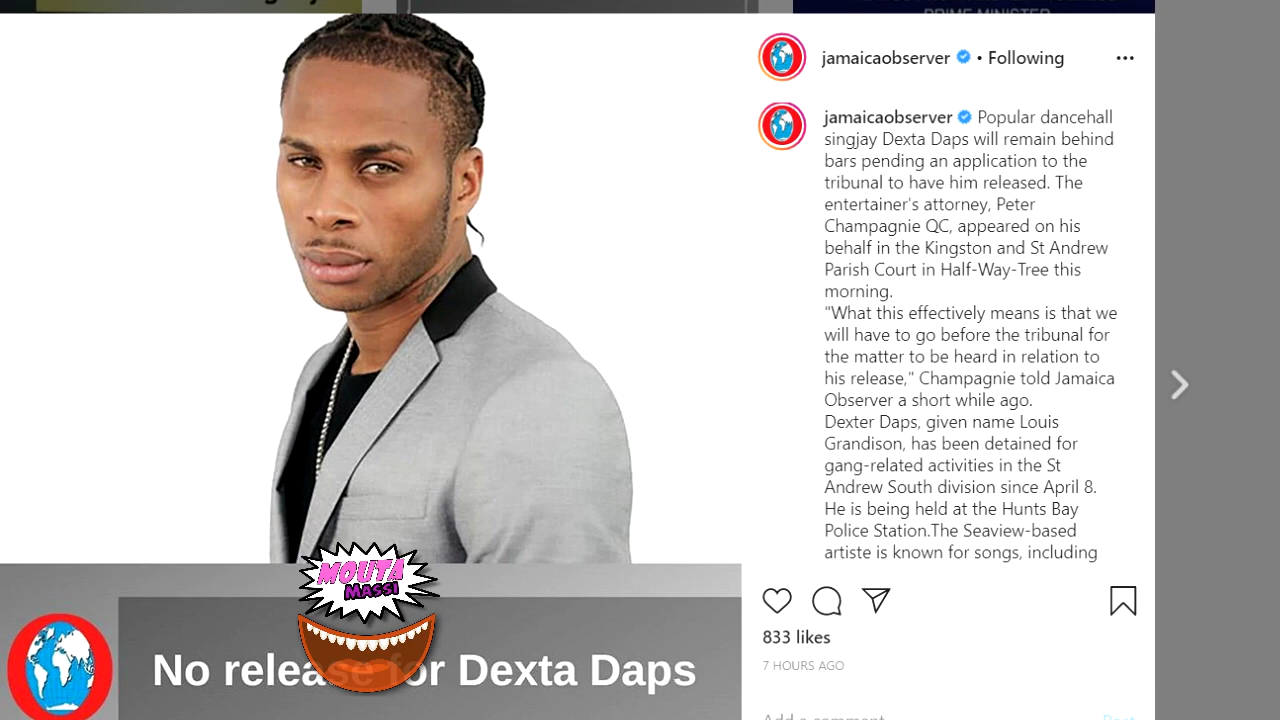 PRIME MINISTER
jamaicaobserver • Following
jamaicaobserver Popular dancehall
singjay Dexta Daps will remain behind
bars pending an application to the
tribunal to have him released. The
entertainer's attorney, Peter
Champagnie QC, appeared on his
behalf in the Kingston and St Andrew
Parish Court in Half-Way-Tree this
morning.
"What this effectively means is that we
will have to go before the tribunal for
the matter to be heard in relation to
his release," Champagnie told Jamaica
Observer a short while ago.
Dexter Daps, given name Louis
Grandison, has been detained for
gang-related activities in the St
Andrew South division since April 8.
He is being held at the Hunts Bay
Police Station.The Seaview-based
artiste is known for songs, including
833 likes
7 HOURS AGO
Add a comment
Post
MOUTA
MASSI
No release for Dexta Daps